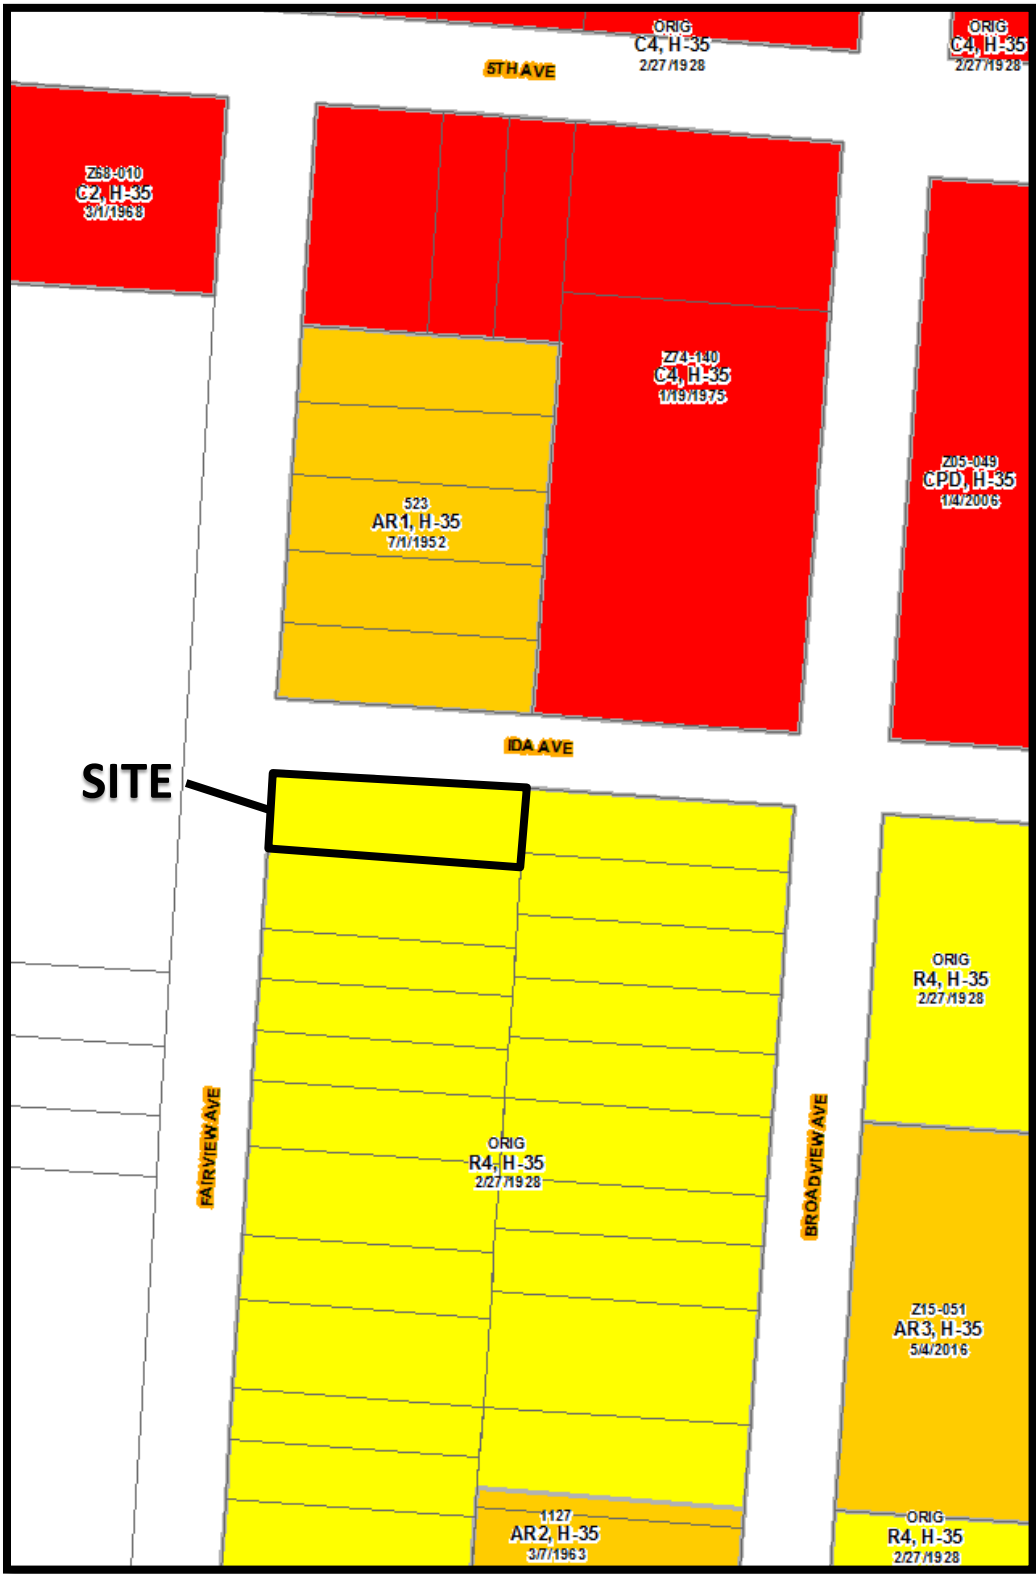 ORIG
C4, H-35
2/27/1928
ORIG
C4, H-35
2/27/1928
5TH AVE
Z68-010
C2, H-35
3/1/1968
Z74-140
C4, H-35
1/19/1975
Z05-049
CPD, H-35
1/4/2006
523
AR1, H-35
7/1/1952
IDA AVE
SITE
ORIG
R4, H-35
2/27/1928
FAIRVIEW AVE
BROADVIEW AVE
ORIG
R4, H-35
2/27/1928
Z15-051
AR3, H-35
5/4/2016
1127
AR2, H-35
3/7/1963
ORIG
R4, H-35
2/27/1928